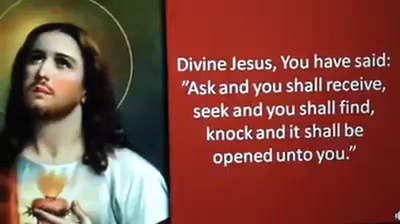 Divine Jesus, You have said:
”Ask and you shall receive,
seek and you shall find,
knock and it shall be
opened unto you.”